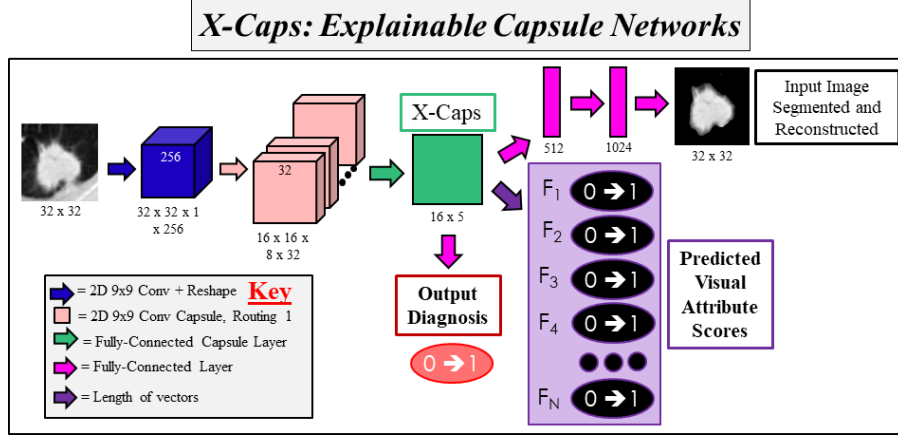 X-Caps: Explainable Capsule Networks
32 x 32
256
32 x 32 x 1
x 256
32
16 x 16 x
8 x 32
X-Caps
16 x 5
512
1024
32 x 32
Input Image
Segmented and
Reconstructed
F1 0 → 1
F2 0 → 1
F3 0 → 1
F4 0 → 1
FN 0 → 1
Predicted
Visual
Attribute
Scores
Output
Diagnosis
0 → 1
Key
= 2D 9x9 Conv + Reshape
= 2D 9x9 Conv Capsule, Routing 1
= Fully-Connected Capsule Layer
= Fully-Connected Layer
= Length of vectors